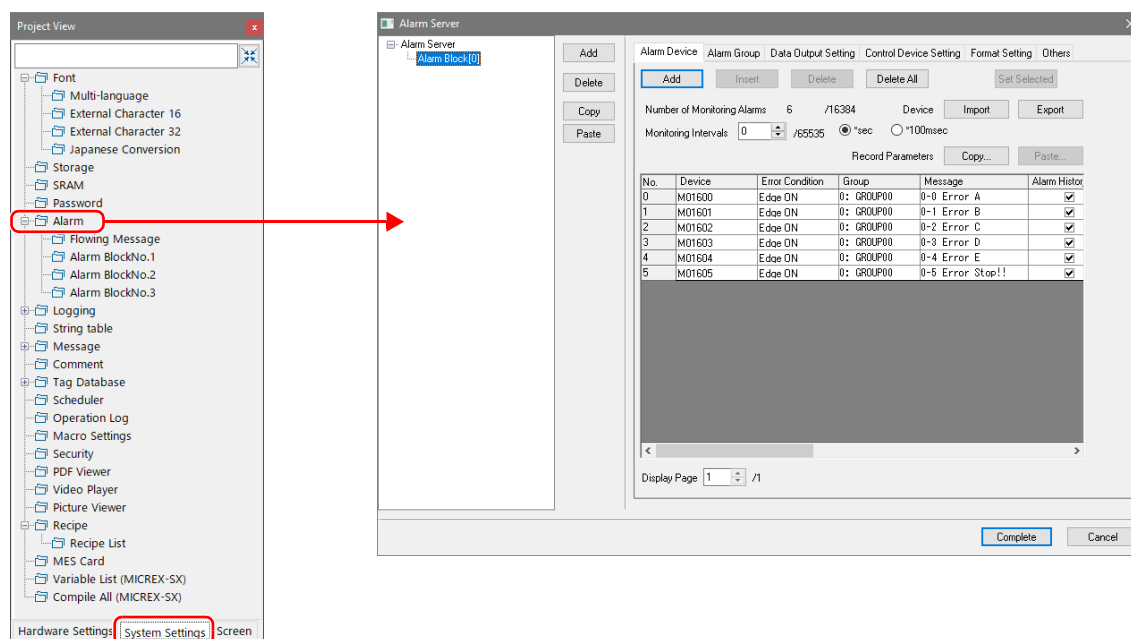 Project View
Font
Multi-language
External Character 16
External Character 32
Japanese Conversion
Storage
SRAM
Password
Alarm
Flowing Message
Alarm BlockNo.1
Alarm BlockNo.2
Alarm BlockNo.3
Logging
String table
Message
Comment
Tag Database
Scheduler
Operation Log
Macro Settings
Security
PDF Viewer
Video Player
Picture Viewer
Recipe
Recipe List
MES Card
Variable List (MICREX-SX)
Compile All (MICREX-SX)
Hardware Settings System Settings Screen
Alarm Server
Alarm Server
Alarm Block[0]
Add
Delete
Copy
Paste
Alarm Device Alarm Group Data Output Setting Control Device Setting Format Setting Others
Add Insert Delete Delete All Set Selected
Number of Monitoring Alarms 6 /16384 Device Import Export
Monitoring Intervals 0 /65535 *sec *100msec
Record Parameters Copy... Paste...
No. Device Error Condition Group Message Alarm Histor
0 M01600 Edge ON 0: GROUP00 0-0 Error A
1 M01601 Edge ON 0: GROUP00 0-1 Error B
2 M01602 Edge ON 0: GROUP00 0-2 Error C
3 M01603 Edge ON 0: GROUP00 0-3 Error D
4 M01604 Edge ON 0: GROUP00 0-4 Error E
5 M01605 Edge ON 0: GROUP00 0-5 Error Stop!!
Display Page 1 /1
Complete Cancel